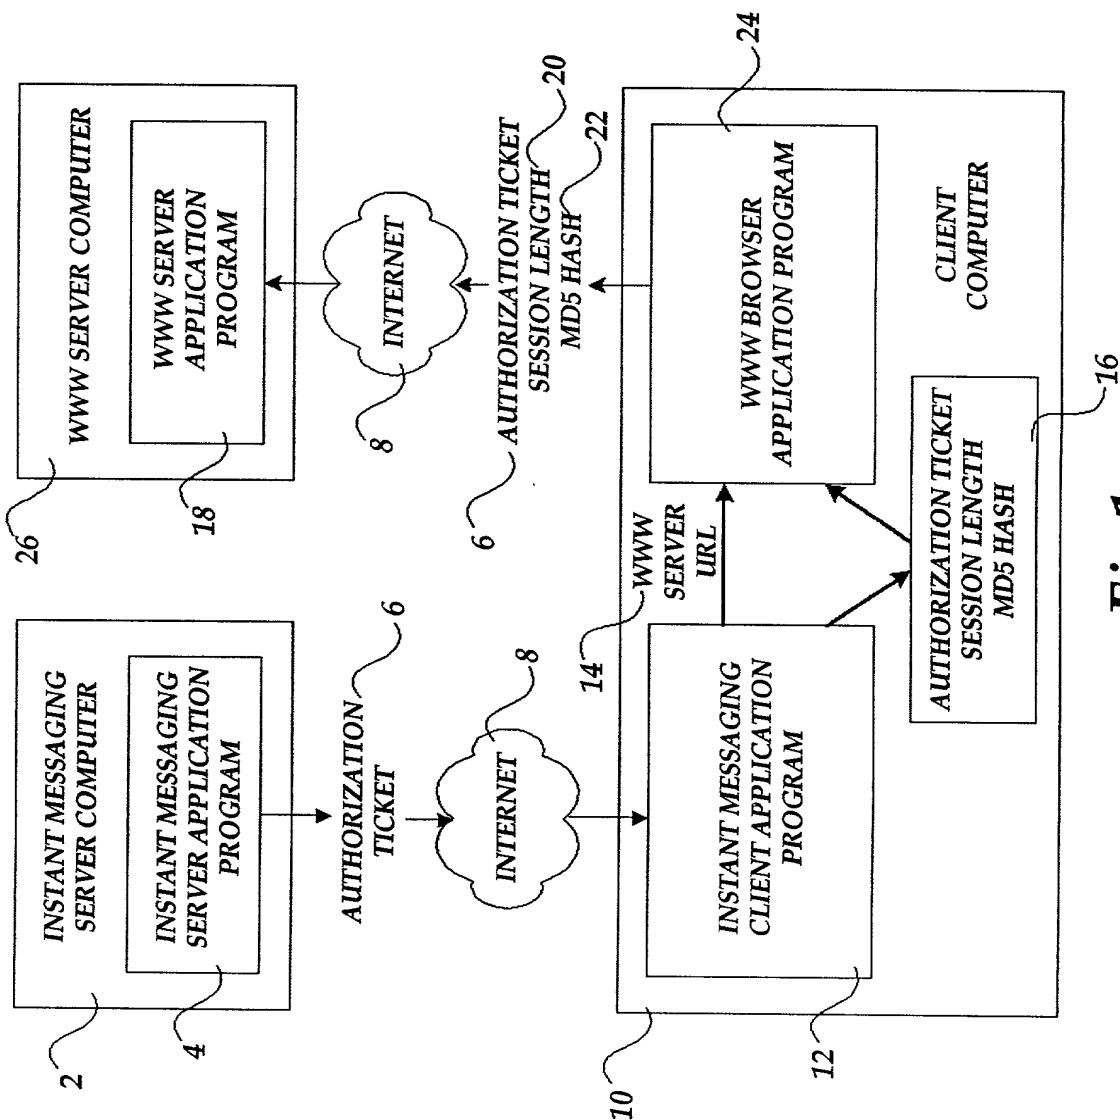 2
INSTANT MESSAGING
SERVER COMPUTER
INSTANT MESSAGING
SERVER APPLICATION
PROGRAM
4
AUTHORIZATION
TICKET
6
INTERNET
8
26
WWW SERVER COMPUTER
WWW SERVER
APPLICATION
PROGRAM
18
INTERNET
8
6
AUTHORIZATION TICKET
SESSION LENGTH
MD5 HASH
20
22
10
INSTANT MESSAGING
CLIENT APPLICATION
PROGRAM
12
14
WWW
SERVER
URL
WWW BROWSER
APPLICATION PROGRAM
24
AUTHORIZATION TICKET
SESSION LENGTH
MD5 HASH
16
CLIENT
COMPUTER